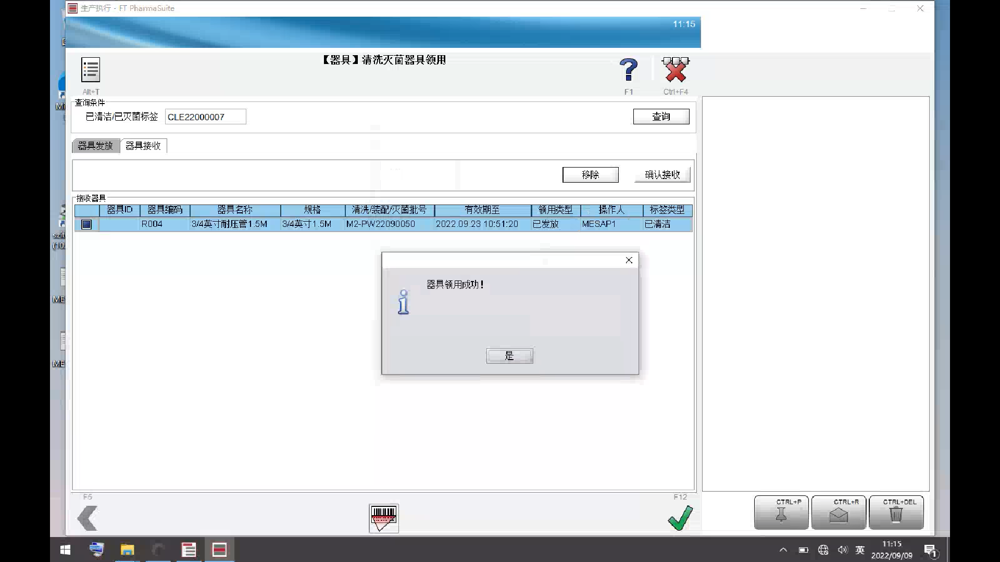 生产执行 - FT PharmaSuite
11:15
【器具】清洗灭菌器具领用
Alt+T
F1
Ctrl+F4
查询条件
已清洁/已灭菌标签 CLE22000007 查询
器具发放 器具接收
移除 确认接收
接收器具
器具ID 器具编码 器具名称 规格 清洗/装配/灭菌批号 有效期至 领用类型 操作人 标签类型
R004 3/4英寸耐压管1.5M 3/4英寸1.5M M2-PW22090050 2022.09.23 10:51:20 已发放 MESAP1 已清洁
器具领用成功!
是
F5
F12
CTRL+P CTRL+R CTRL+DEL
szit
(10.
ME
ME
英
11:15
2022/09/09
1